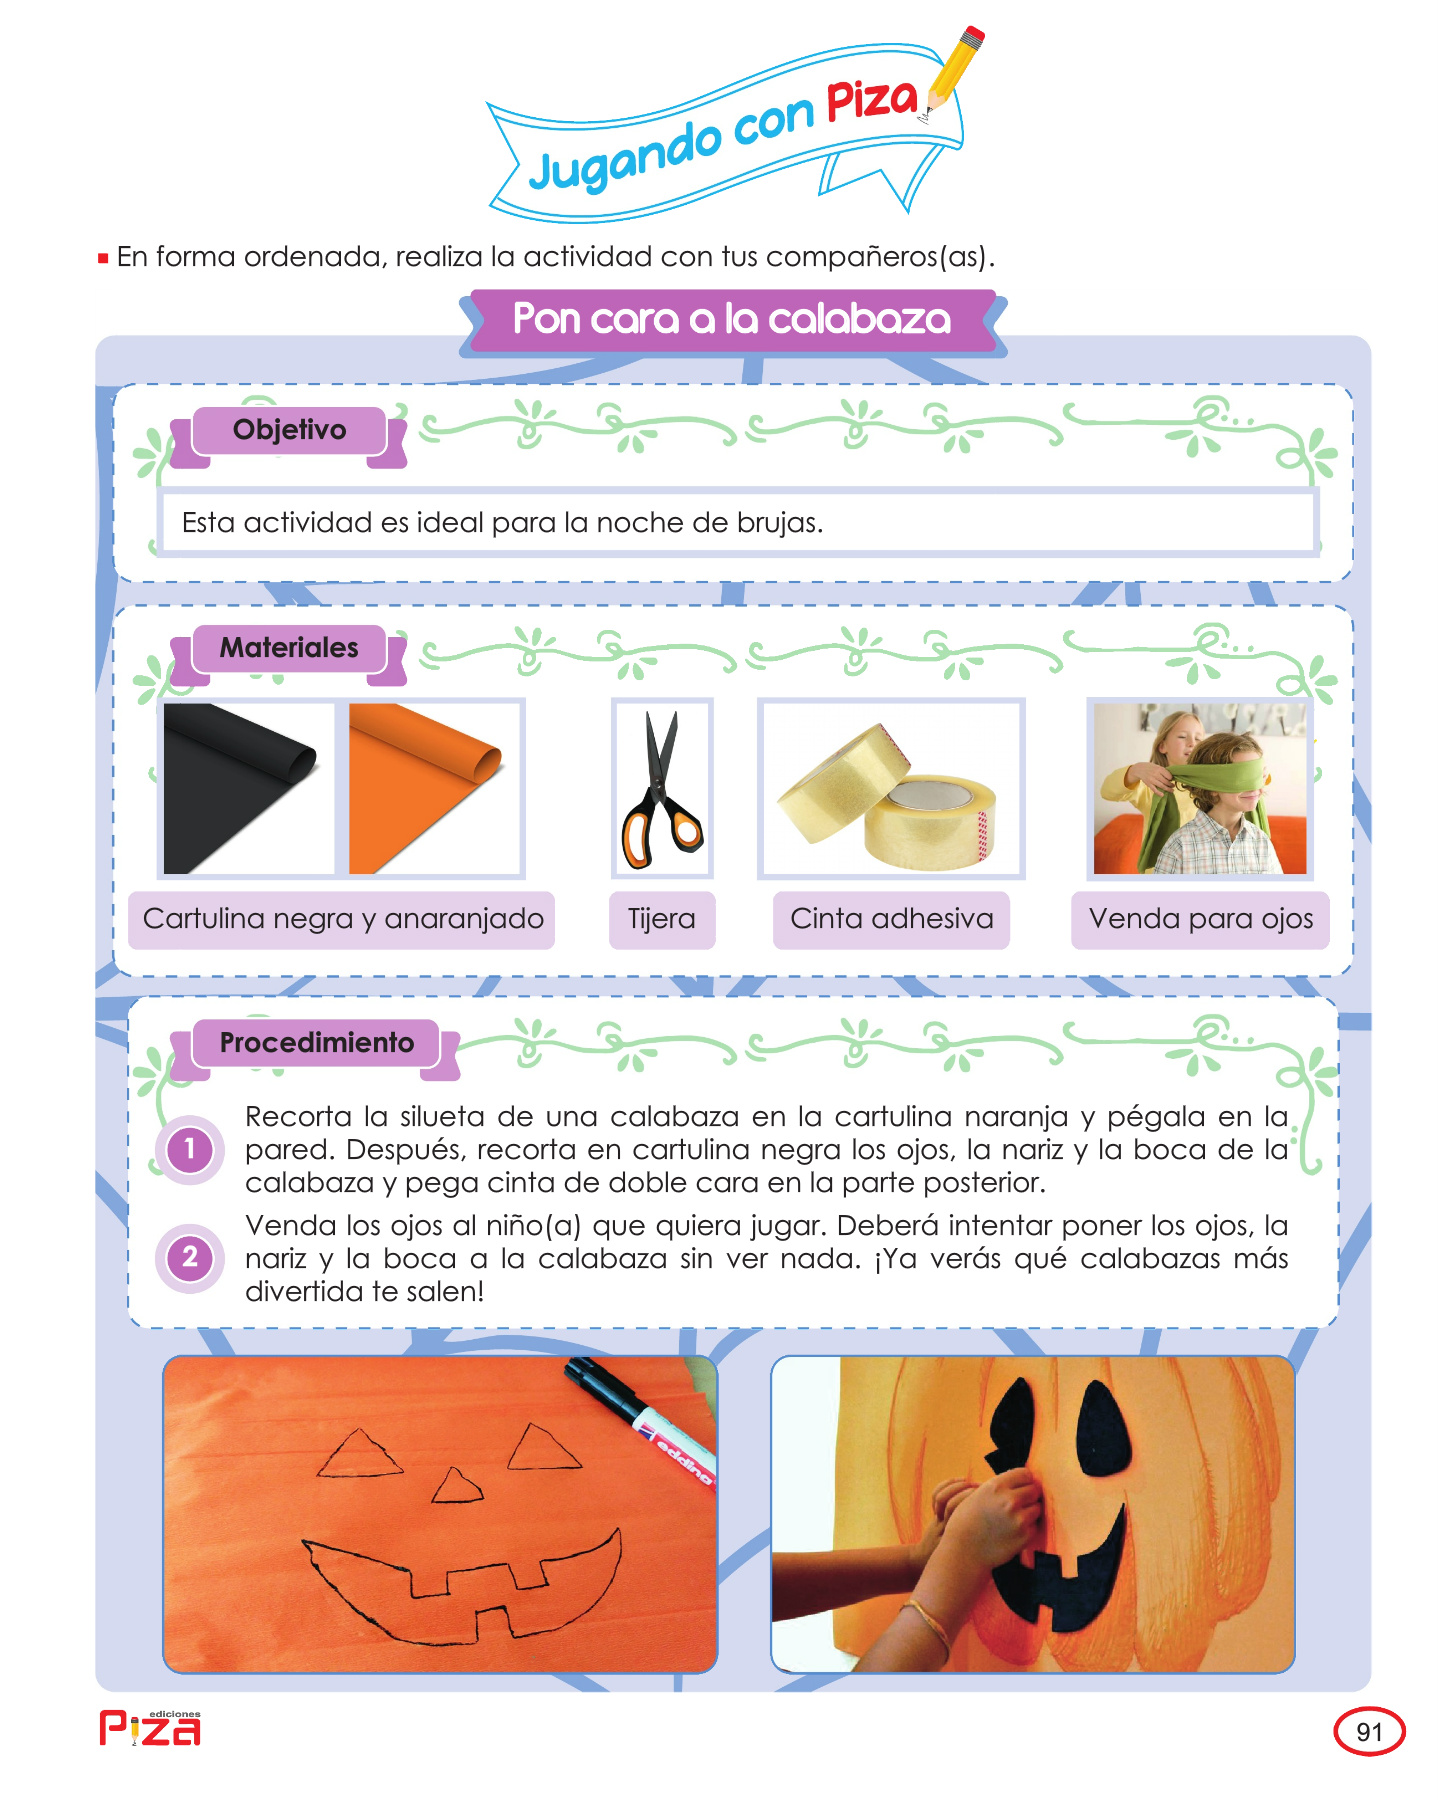 Jugando con Piza
En forma ordenada, realiza la actividad con tus compañeros(as).
Pon cara a la calabaza
Objetivo
Esta actividad es ideal para la noche de brujas.
Materiales
Cartulina negra y anaranjado
Tijera
Cinta adhesiva
Venda para ojos
Procedimiento
1
Recorta la silueta de una calabaza en la cartulina naranja y pégala en la
pared. Después, recorta en cartulina negra los ojos, la nariz y la boca de la
calabaza y pega cinta de doble cara en la parte posterior.
2
Venda los ojos al niño(a) que quiera jugar. Deberá intentar poner los ojos, la
nariz y la boca a la calabaza sin ver nada. ¡Ya verás qué calabazas más
divertida te salen!
edding
ediciones
Piza
91